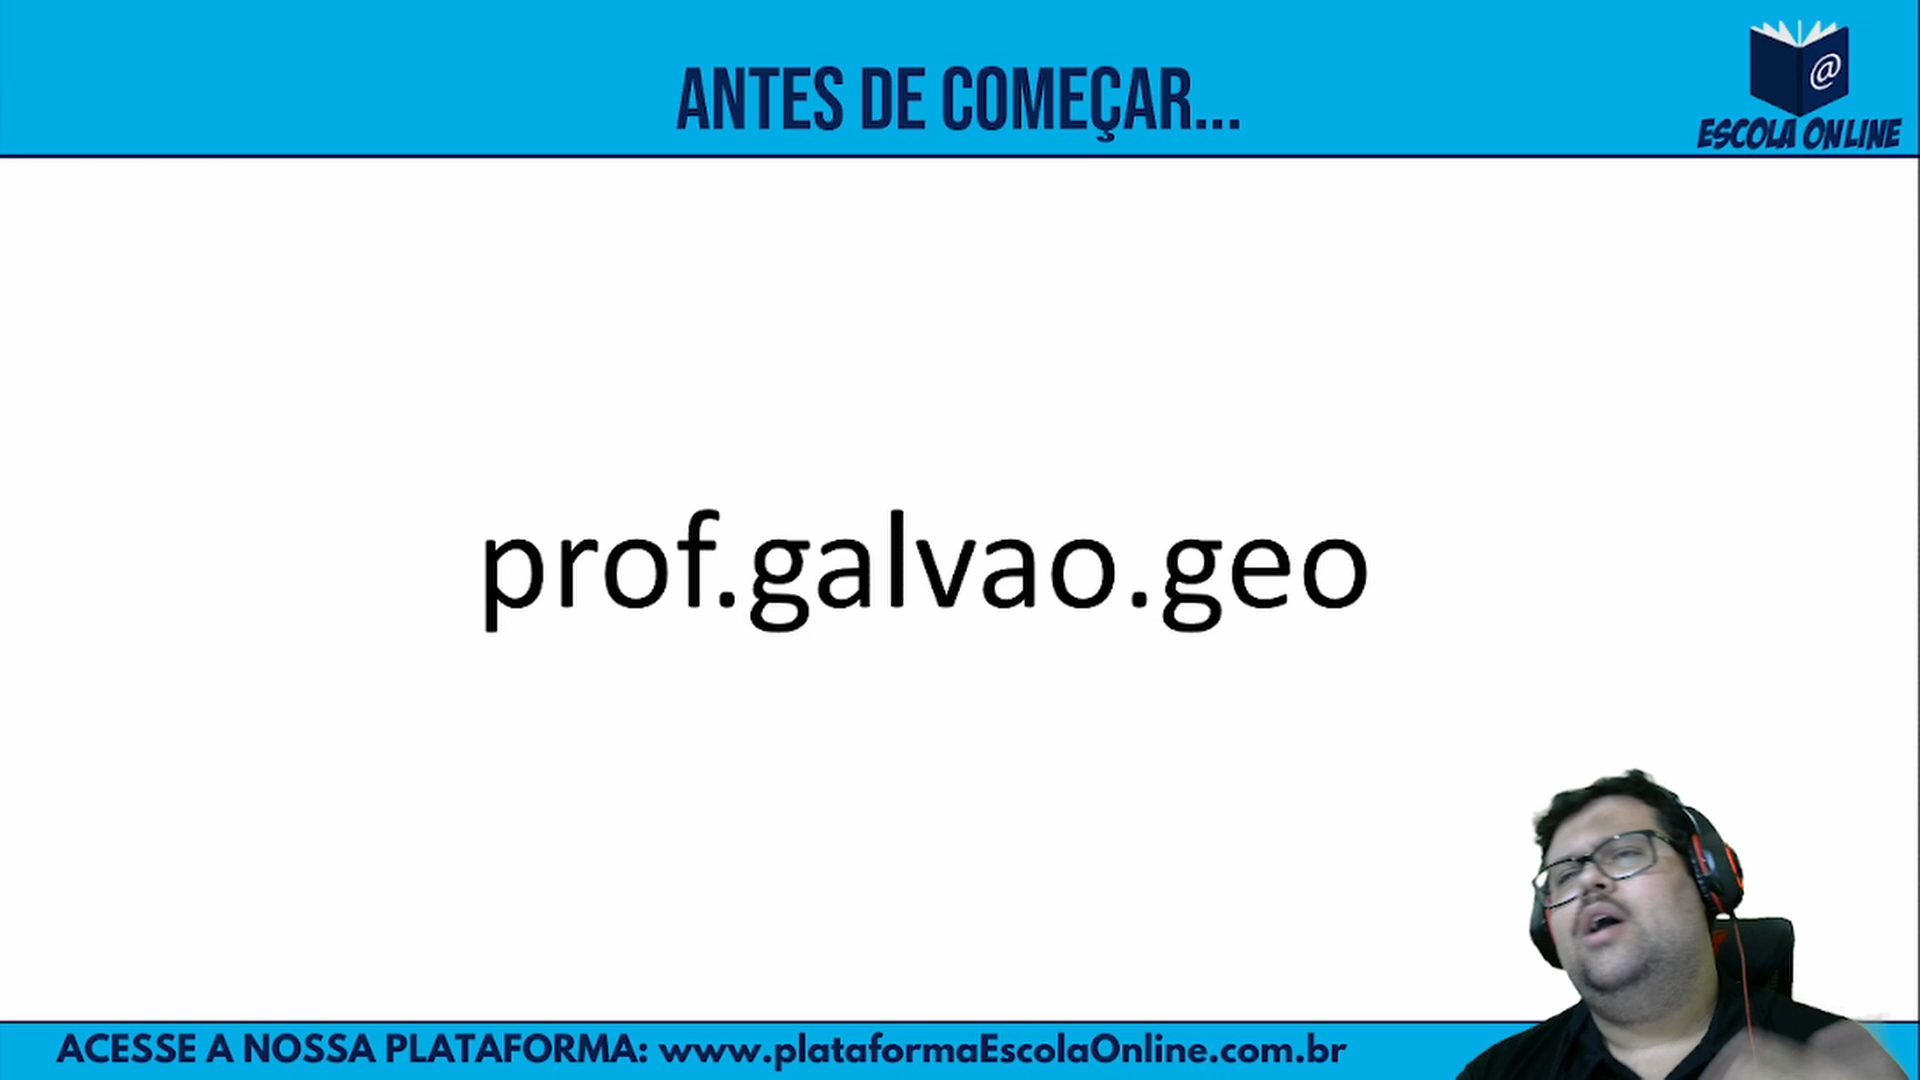 ANTES DE COMEÇAR...
@
ESCOLA ONLINE
prof.galvao.geo
ACESSE A NOSSA PLATAFORMA: www.plataformaEscolaOnline.com.br